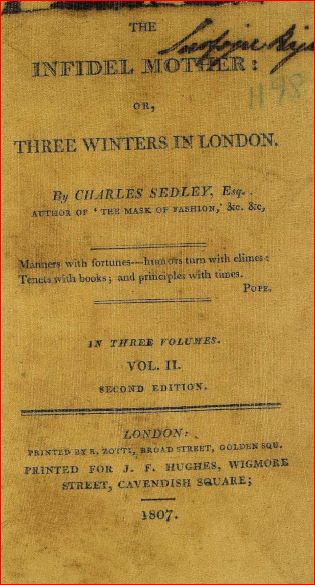 THE
INFIDEL MOTHER:
OR,
THREE WINTERS IN LONDON.
By CHARLES SEDLEY, Esq.
AUTHOR OF ‘THE MASK OF FASHION,’ &c. &c,
Manners with fortunes—humors turn with climes:
Tenets with books; and principles with times.
POPE.
IN THREE VOLUMES.
VOL. II.
SECOND EDITION.
LONDON:
PRINTED BY R. ZOTTI, BROAD STREET, GOLDEN SQU.
PRINTED FOR J. F. HUGHES, WIGMORE
STREET, CAVENDISH SQUARE;
1807.